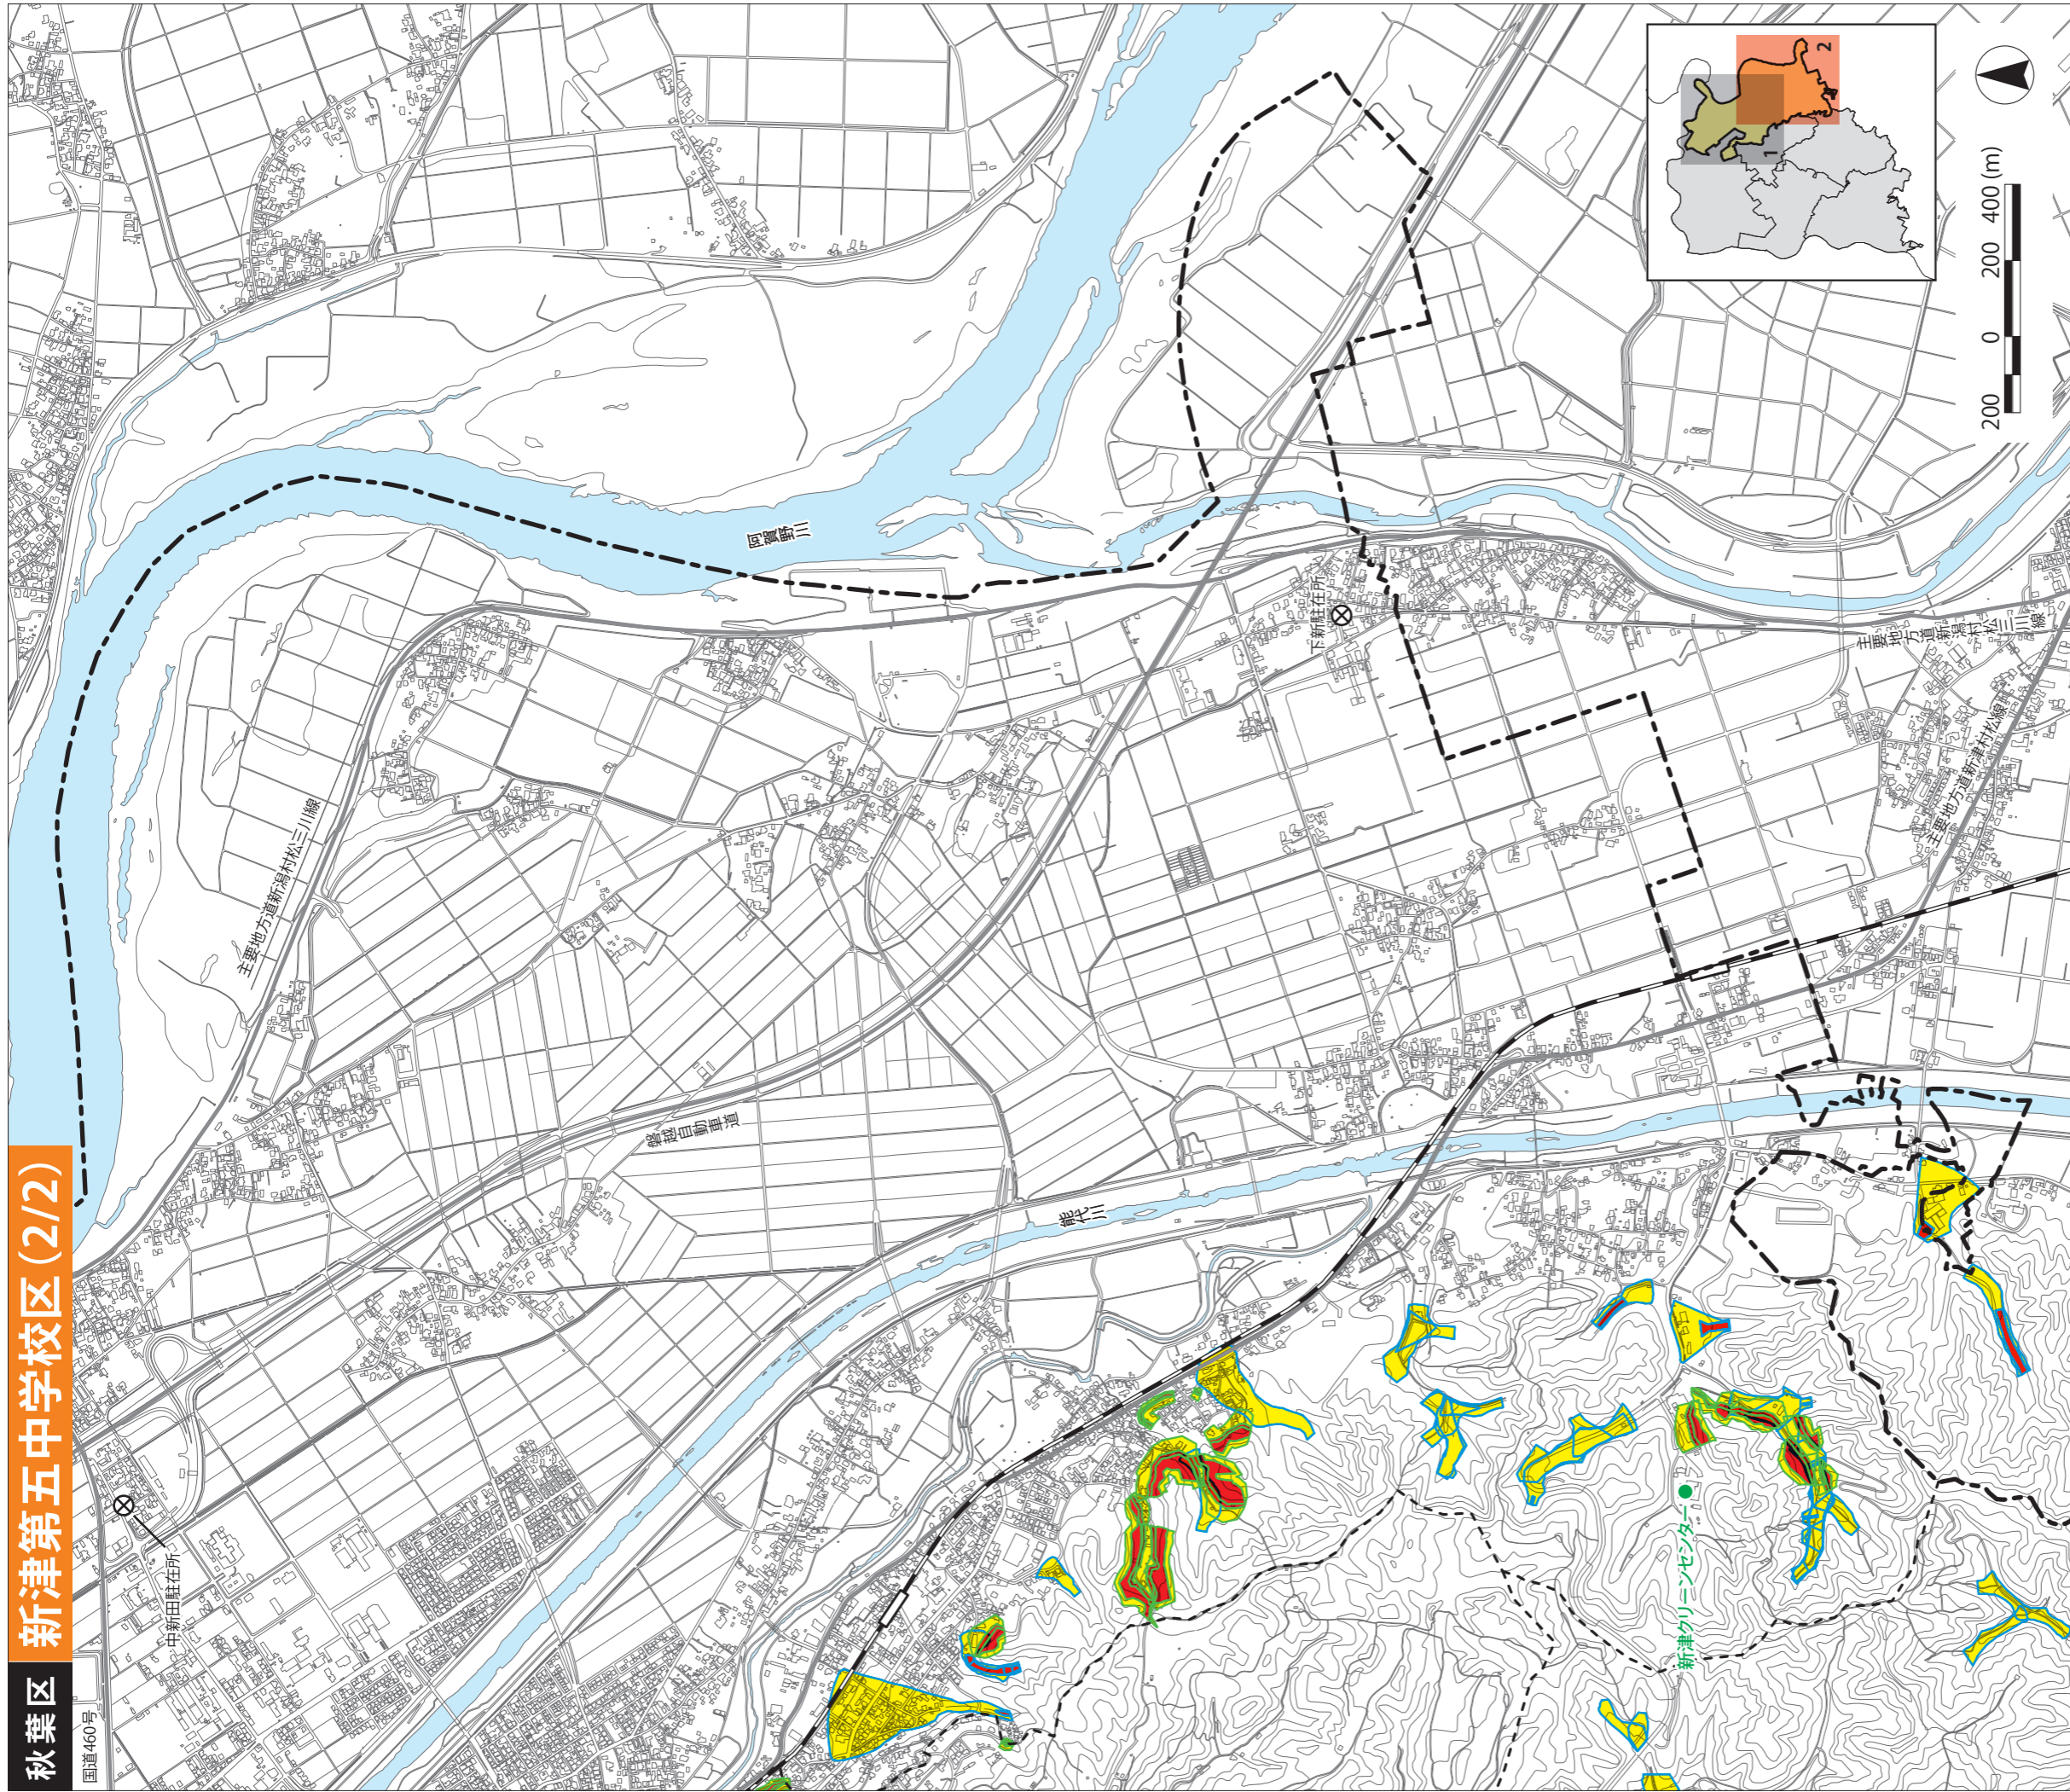 秋葉区
新津第五中学校区(2/2)
国道460号
中新田駐在所
主要地方道新潟村松三川線
磐越自動車道
阿賀野川
能代川
下新駐在所
主要地方道新潟村松三川線
主要地方道新津村松線
新津グリーンセンター
1
2
200 0 200 400 (m)